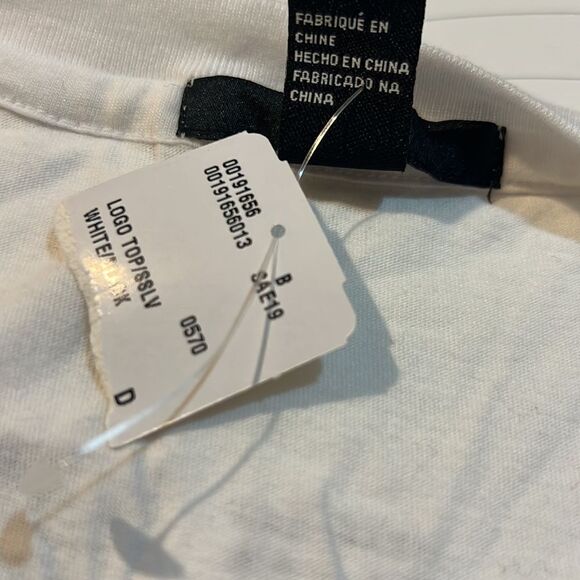 FABRIQUÉ EN
CHINE
HECHO EN CHINA
FABRICADO NA
CHINA
00191656
00191656013
B
SAE19
LOGO TOP/SSLV
0570
D